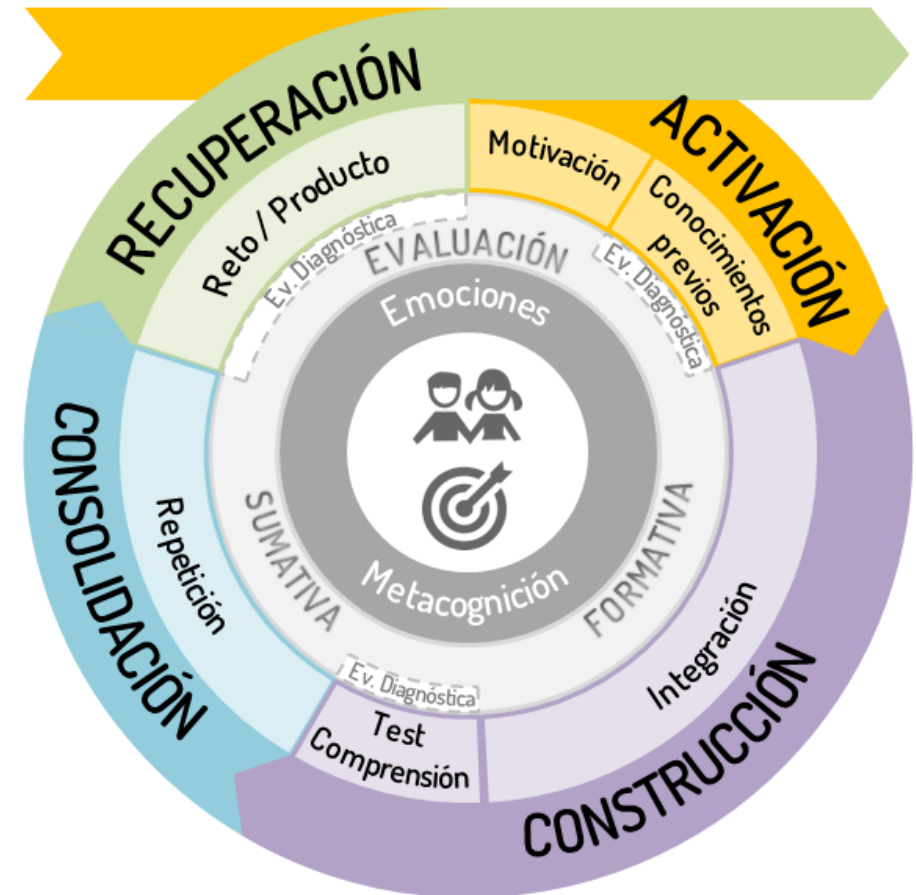 RECUPERACIÓN
ACTIVACIÓN
Motivación
Conocimientos
previos
Reto / Producto
Ev. Diagnóstica
EVALUACIÓN
Ev. Diagnóstica
Emociones
CONSOLIDACIÓN
Repetición
SUMATIVA
FORMATIVA
Metacognición
Integración
Ev. Diagnóstica
Test
Comprensión
CONSTRUCCIÓN